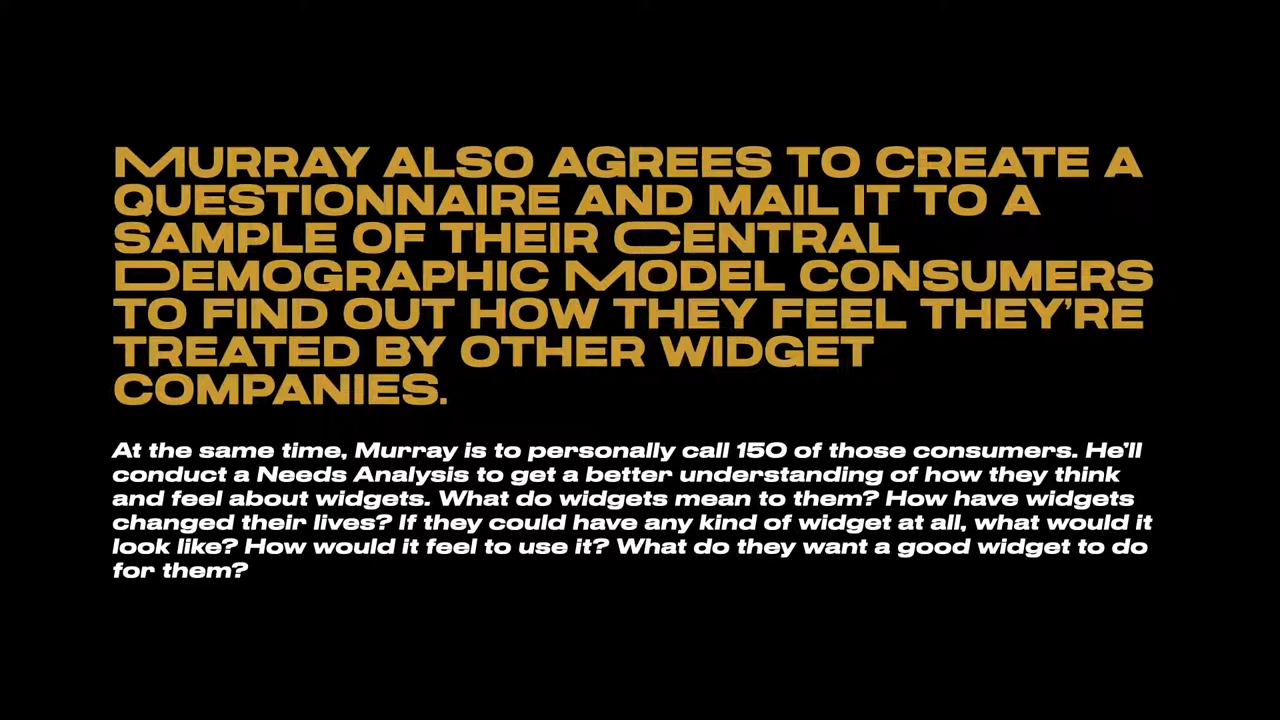 MURRAY ALSO AGREES TO CREATE A
QUESTIONNAIRE AND MAIL IT TO A
SAMPLE OF THEIR CENTRAL
DEMOGRAPHIC MODEL CONSUMERS
TO FIND OUT HOW THEY FEEL THEY'RE
TREATED BY OTHER WIDGET
COMPANIES.
At the same time, Murray is to personally call 150 of those consumers. He'll
conduct a Needs Analysis to get a better understanding of how they think
and feel about widgets. What do widgets mean to them? How have widgets
changed their lives? If they could have any kind of widget at all, what would it
look like? How would it feel to use it? What do they want a good widget to do
for them?